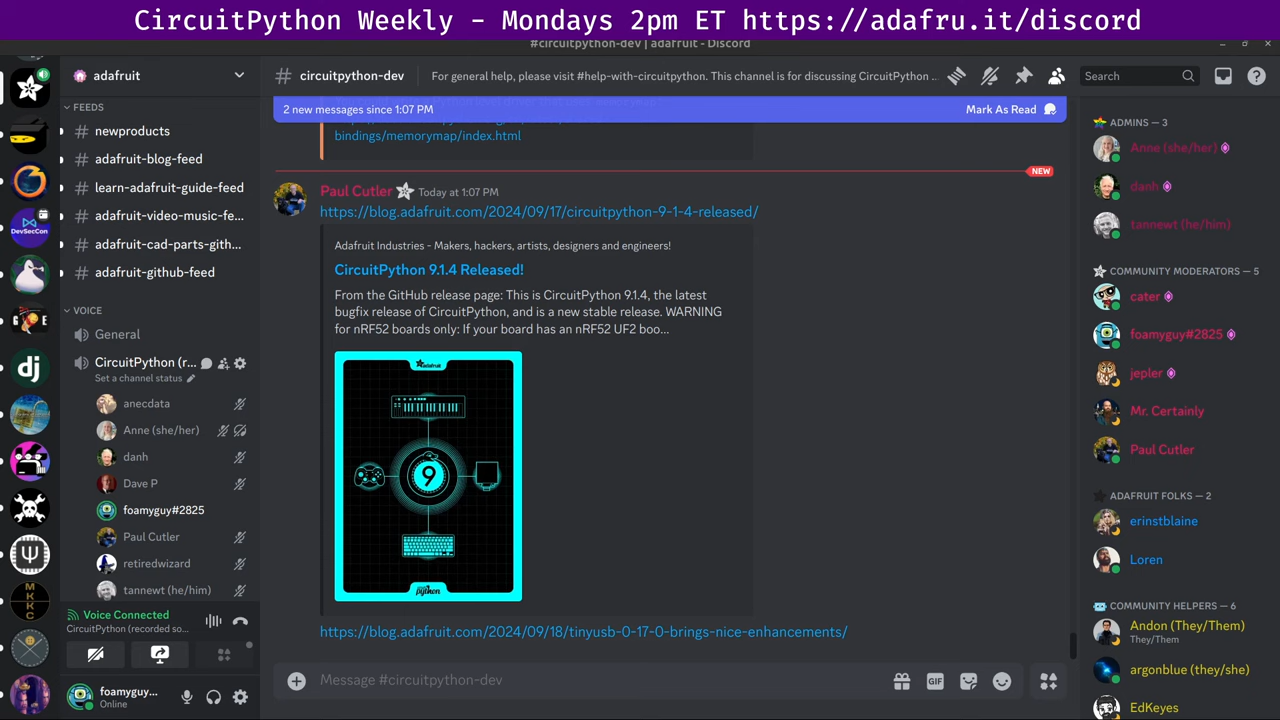 CircuitPython Weekly - Mondays 2pm ET https://adafru.it/discord
#circuitpython-dev | adafruit - Discord
adafruit
# circuitpython-dev
For general help, please visit #help-with-circuitpython. This channel is for discussing CircuitPython ...
Search
2 new messages since 1:07 PM
Mark As Read
FEEDS
# newproducts
# adafruit-blog-feed
# learn-adafruit-guide-feed
# adafruit-video-music-fe...
# adafruit-cad-parts-gith...
# adafruit-github-feed
VOICE
General
CircuitPython (r...
Set a channel status
anecdata
Anne (she/her)
danh
Dave P
foamyguy#2825
Paul Cutler
retiredwizard
tannewt (he/him)
Voice Connected
CircuitPython (recorded so...
foamyguy...
Online
DevSecCon
dj
MKKC
bindings/memorymap/index.html
NEW
Paul Cutler Today at 1:07 PM
https://blog.adafruit.com/2024/09/17/circuitpython-9-1-4-released/
Adafruit Industries - Makers, hackers, artists, designers and engineers!
CircuitPython 9.1.4 Released!
From the GitHub release page: This is CircuitPython 9.1.4, the latest
bugfix release of CircuitPython, and is a new stable release. WARNING
for nRF52 boards only: If your board has an nRF52 UF2 boo...
adafruit
9
python
https://blog.adafruit.com/2024/09/18/tinyusb-0-17-0-brings-nice-enhancements/
Message #circuitpython-dev
GIF
ADMINS — 3
Anne (she/her)
danh
tannewt (he/him)
COMMUNITY MODERATORS — 5
cater
foamyguy#2825
jepler
Mr. Certainly
Paul Cutler
ADAFRUIT FOLKS — 2
erinstblaine
Loren
COMMUNITY HELPERS — 6
Andon (They/Them)
They/Them
argonblue (they/she)
EdKeyes